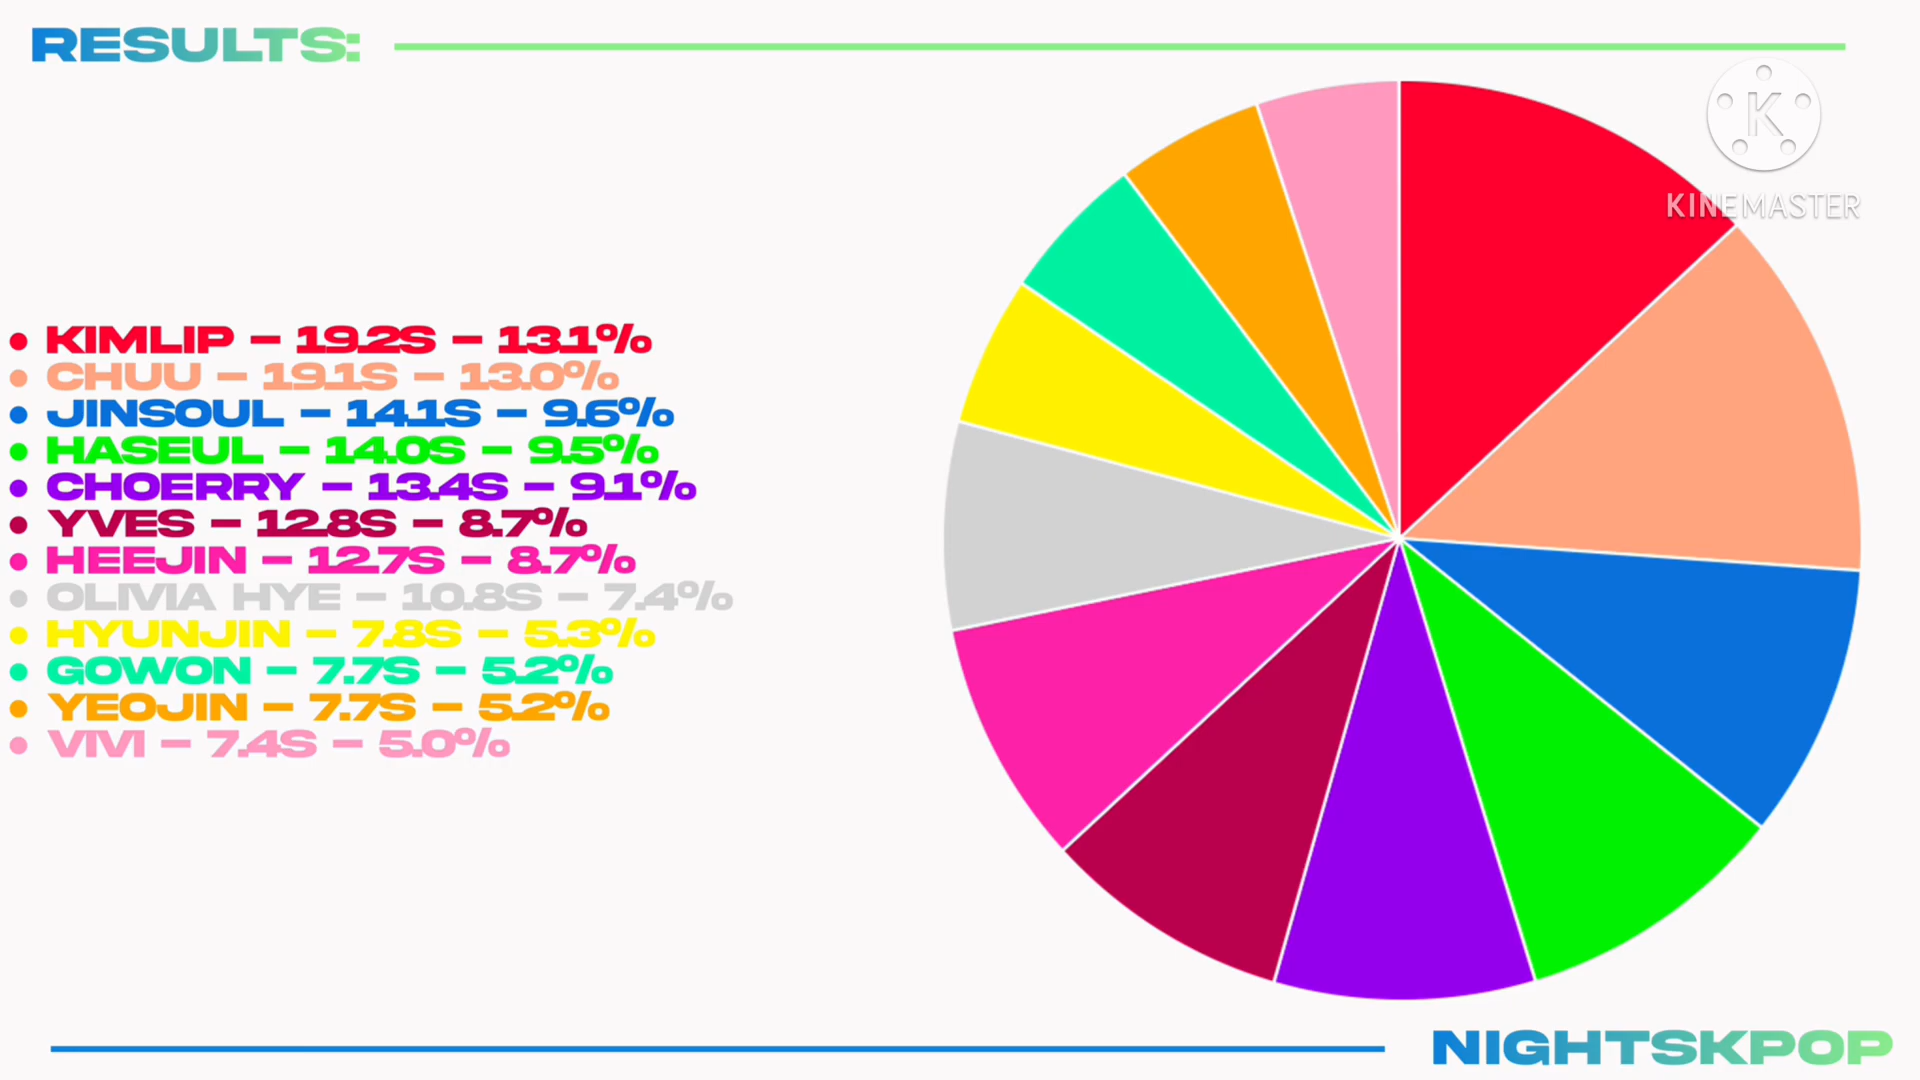 RESULTS:
K
KINEMASTER
KIMLIP – 19.2S – 13.1%
CHUU – 19.1S – 13.0%
JINSOUL – 14.1S – 9.6%
HASEUL – 14.0S – 9.5%
CHOERRY – 13.4S – 9.1%
YVES – 12.8S – 8.7%
HEEJIN – 12.7S – 8.7%
OLIVIA HYE – 10.8S – 7.4%
HYUNJIN – 7.8S – 5.3%
GOWON – 7.7S – 5.2%
YEOJIN – 7.7S – 5.2%
VIVI – 7.4S – 5.0%
NIGHTSKPOP